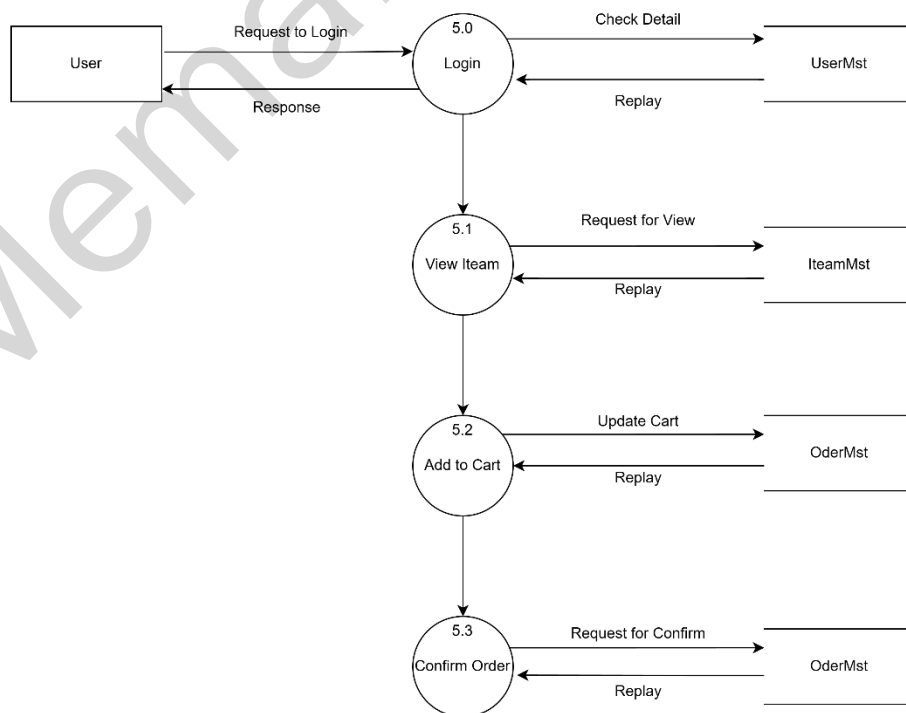 Request to Login
5.0
Check Detail
User
Login
UserMst
Response
Replay
5.1
Request for View
View Iteam
IteamMst
Replay
5.2
Update Cart
Add to Cart
OderMst
Replay
5.3
Request for Confirm
Confirm Order
OderMst
Replay